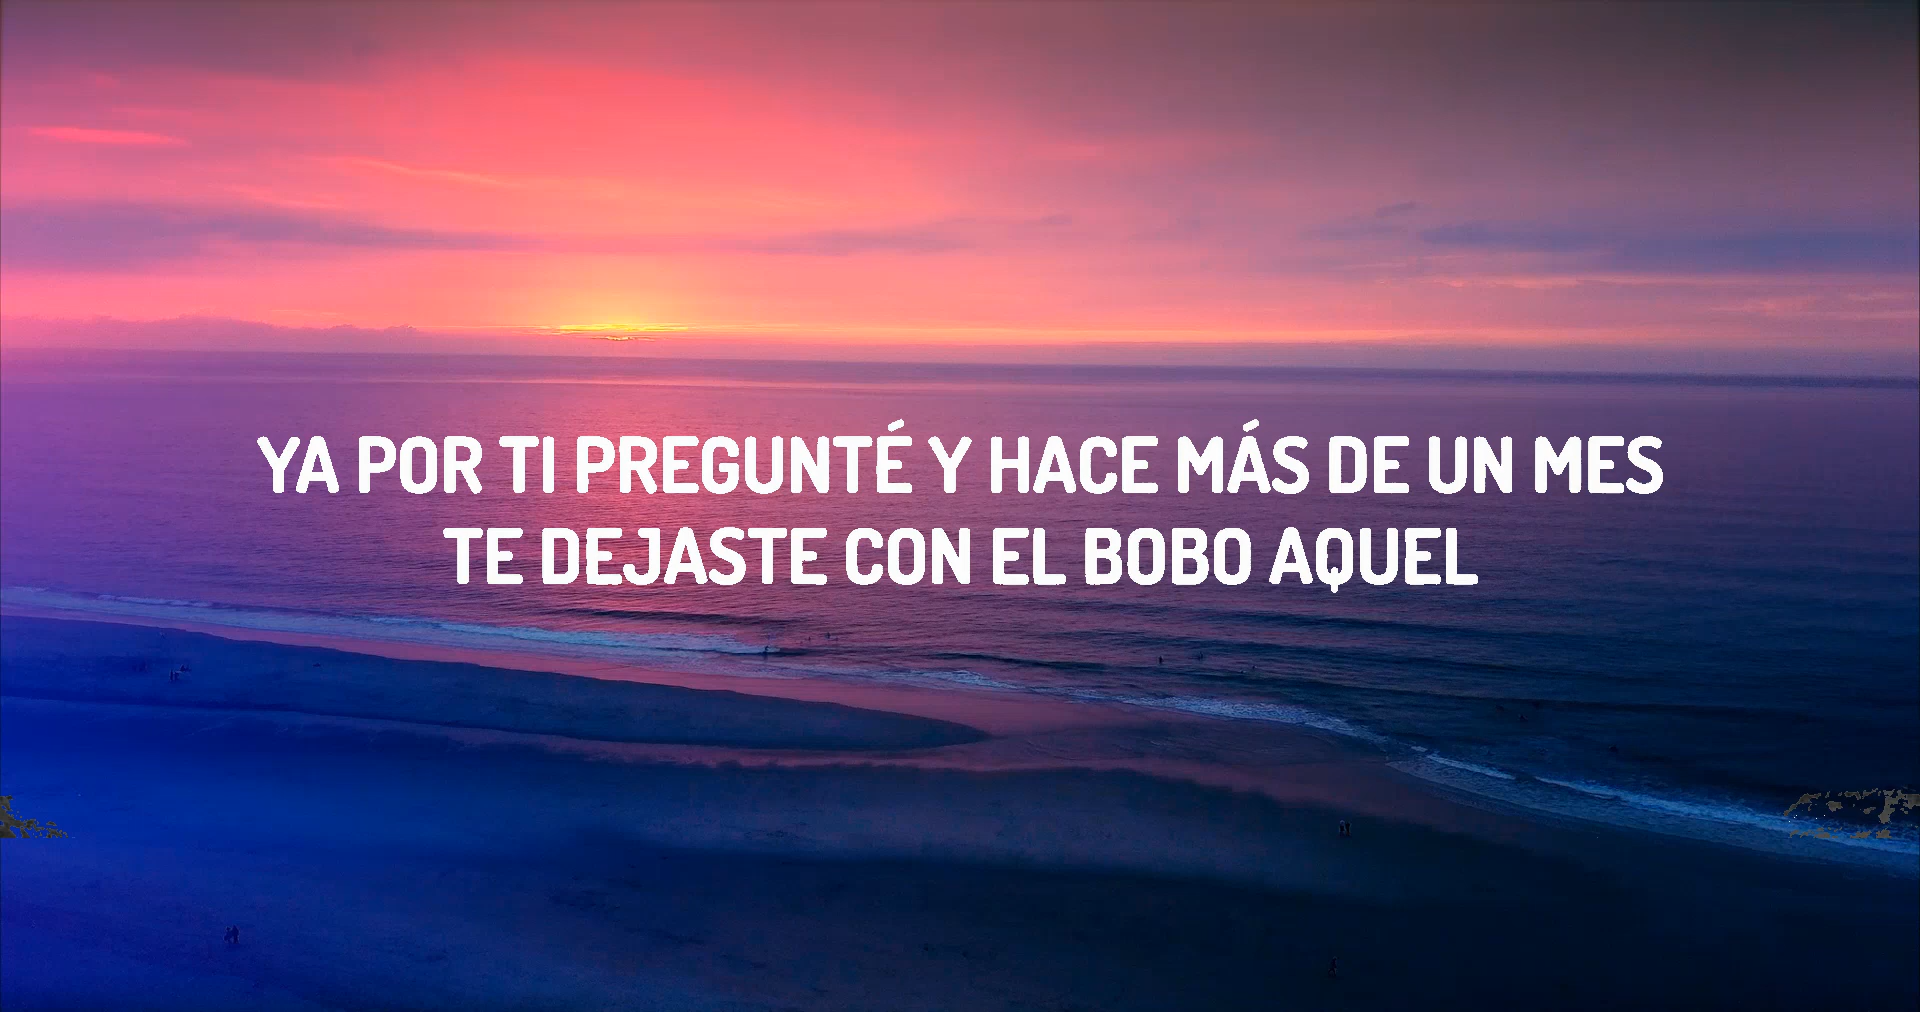 YA POR TI PREGUNTÉ Y HACE MÁS DE UN MES
TE DEJASTE CON EL BOBO AQUEL